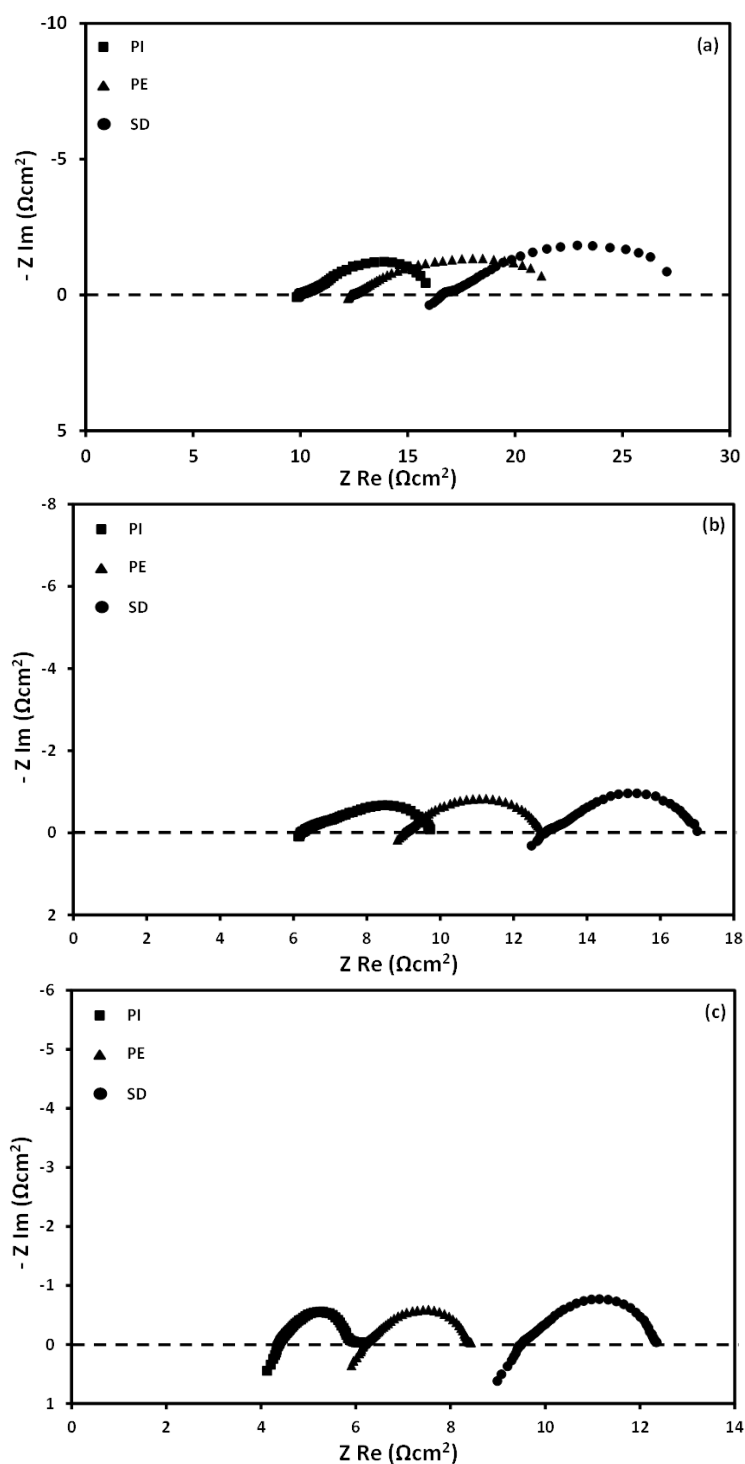 (a)
PI
PE
SD
-10
-5
0
5
- Z Im (Ωcm²)
0 5 10 15 20 25 30
Z Re (Ωcm²)
(b)
PI
PE
SD
-8
-6
-4
-2
0
2
- Z Im (Ωcm²)
0 2 4 6 8 10 12 14 16 18
Z Re (Ωcm²)
(c)
PI
PE
SD
-6
-5
-4
-3
-2
-1
0
1
- Z Im (Ωcm²)
0 2 4 6 8 10 12 14
Z Re (Ωcm²)